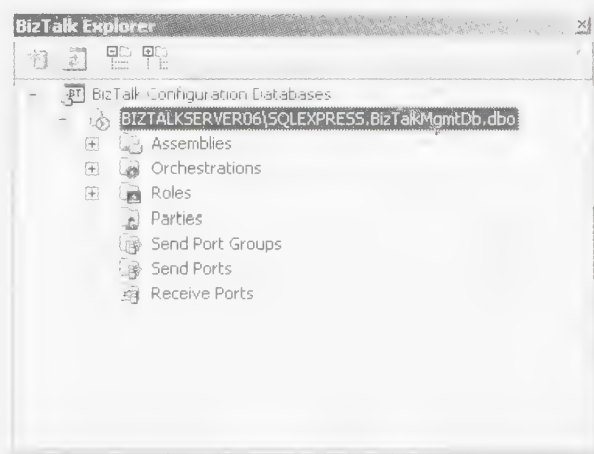 BizTalk Explorer
BizTalk Configuration Databases
BIZTALKSERVER06\SQLEXPRESS.BizTalkMgmtDb.dbo
Assemblies
Orchestrations
Roles
Parties
Send Port Groups
Send Ports
Receive Ports